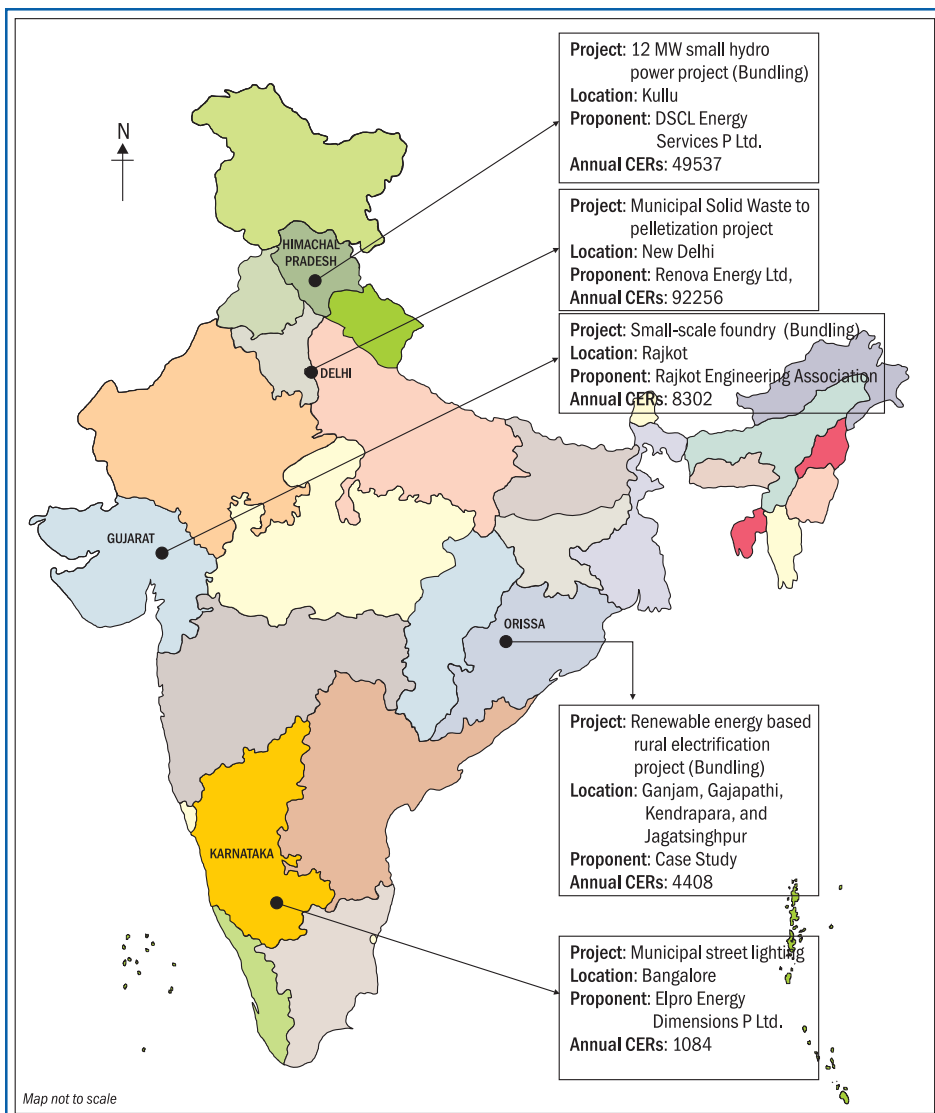 N
Project: 12 MW small hydro
power project (Bundling)
Location: Kullu
Proponent: DSCL Energy
Services P Ltd.
Annual CERs: 49537
Project: Municipal Solid Waste to
pelletization project
Location: New Delhi
Proponent: Renova Energy Ltd,
Annual CERs: 92256
Project: Small-scale foundry (Bundling)
Location: Rajkot
Proponent: Rajkot Engineering Association
Annual CERs: 8302
HIMACHAL
PRADESH
DELHI
GUJARAT
ORISSA
Project: Renewable energy based
rural electrification
project (Bundling)
Location: Ganjam, Gajapathi,
Kendrapara, and
Jagatsinghpur
Proponent: Case Study
Annual CERs: 4408
KARNATAKA
Project: Municipal street lighting
Location: Bangalore
Proponent: Elpro Energy
Dimensions P Ltd.
Annual CERs: 1084
Map not to scale